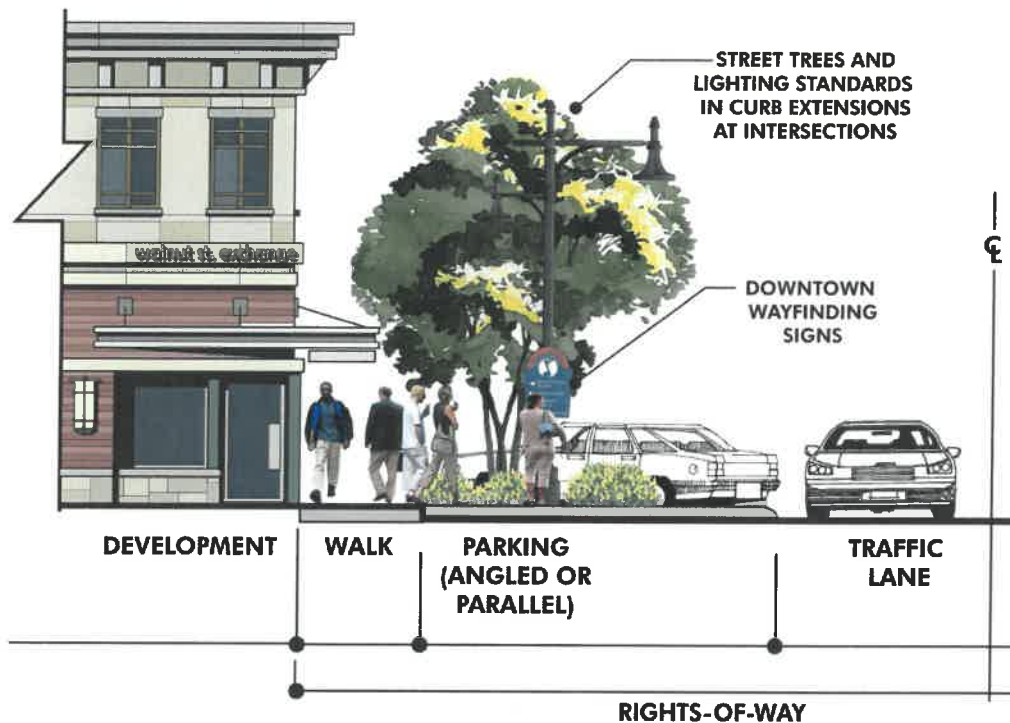 STREET TREES AND
LIGHTING STANDARDS
IN CURB EXTENSIONS
AT INTERSECTIONS
℄
walnut st. exchange
DOWNTOWN
WAYFINDING
SIGNS
DEVELOPMENT
WALK
PARKING
(ANGLED OR
PARALLEL)
TRAFFIC
LANE
RIGHTS-OF-WAY